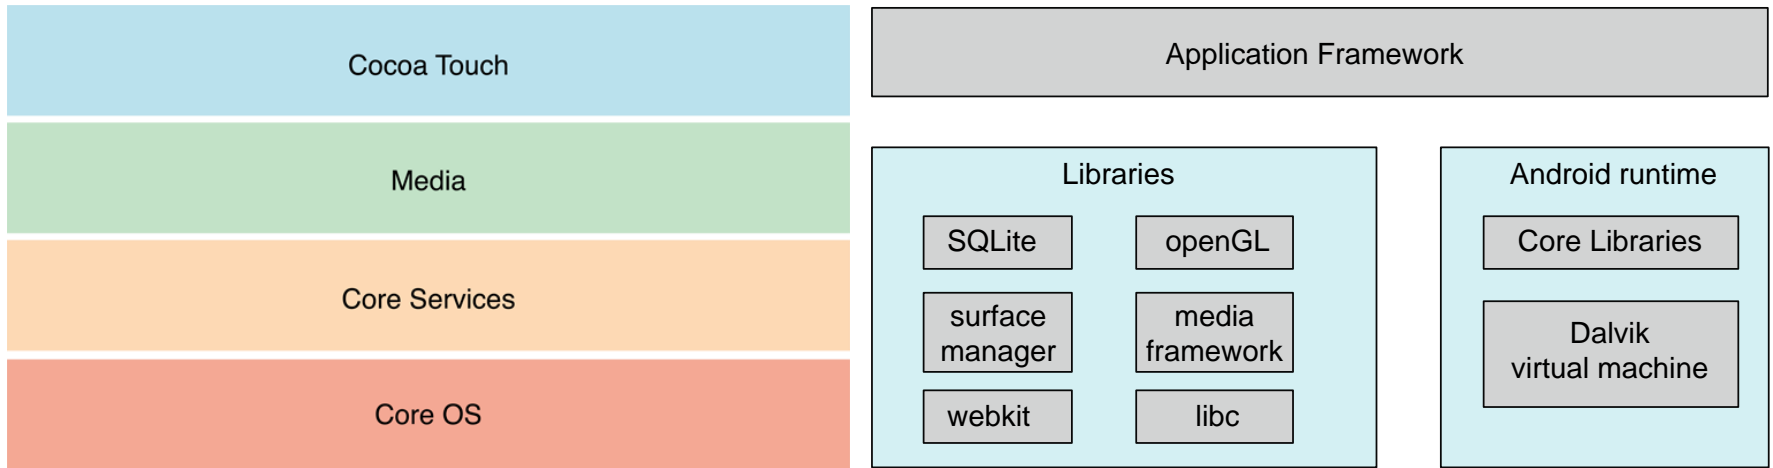 Cocoa Touch
Media
Core Services
Core OS
Application Framework
Libraries
SQLite
openGL
surface
manager
media
framework
webkit
libc
Android runtime
Core Libraries
Dalvik
virtual machine